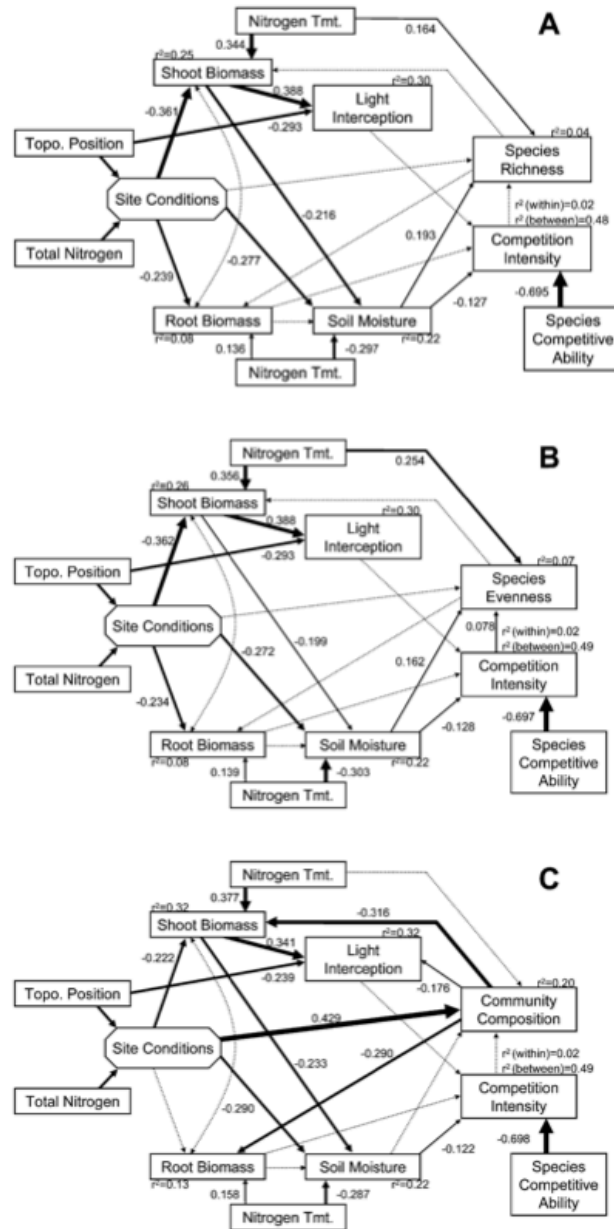 A
Nitrogen Tmt.
0.344
0.164
r²=0.25
Shoot Biomass
r²=0.30
0.388
Light
Interception
-0.361
-0.293
Topo. Position
r²=0.04
Species
Richness
Site Conditions
-0.216
r² (within)=0.02
r² (between)=0.48
Total Nitrogen
0.193
Competition
Intensity
-0.239
-0.277
-0.127
-0.695
Root Biomass
Soil Moisture
r²=0.08
r²=0.22
0.136
-0.297
Nitrogen Tmt.
Species
Competitive
Ability
B
Nitrogen Tmt.
0.356
0.254
r²=0.26
Shoot Biomass
r²=0.30
0.388
Light
Interception
-0.362
-0.293
Topo. Position
r²=0.07
Species
Evenness
Site Conditions
-0.199
0.078
r² (within)=0.02
r² (between)=0.49
Total Nitrogen
-0.272
0.162
Competition
Intensity
-0.234
-0.128
-0.697
Root Biomass
Soil Moisture
r²=0.08
r²=0.22
0.139
-0.303
Nitrogen Tmt.
Species
Competitive
Ability
C
Nitrogen Tmt.
0.377
-0.316
r²=0.32
Shoot Biomass
r²=0.32
0.341
Light
Interception
-0.222
-0.239
-0.176
Topo. Position
r²=0.20
Community
Composition
0.429
Site Conditions
-0.233
-0.290
r² (within)=0.02
r² (between)=0.49
Total Nitrogen
-0.290
Competition
Intensity
-0.122
-0.698
Root Biomass
Soil Moisture
r²=0.13
r²=0.22
0.158
-0.287
Nitrogen Tmt.
Species
Competitive
Ability